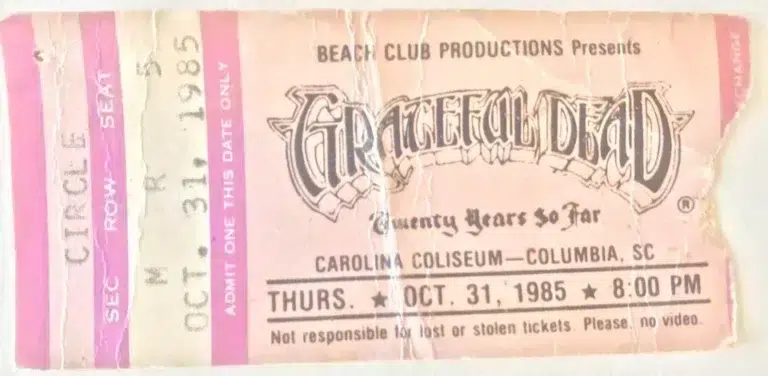 CIRCLE
SEC ROW SEAT
M R 5
OCT. 31, 1985
ADMIT ONE THIS DATE ONLY
BEACH CLUB PRODUCTIONS Presents
GRATEFUL DEAD
®
Twenty Years So Far
CAROLINA COLISEUM—COLUMBIA, SC
THURS. ★ OCT. 31, 1985 ★ 8:00 PM
Not responsible for lost or stolen tickets. Please, no video.